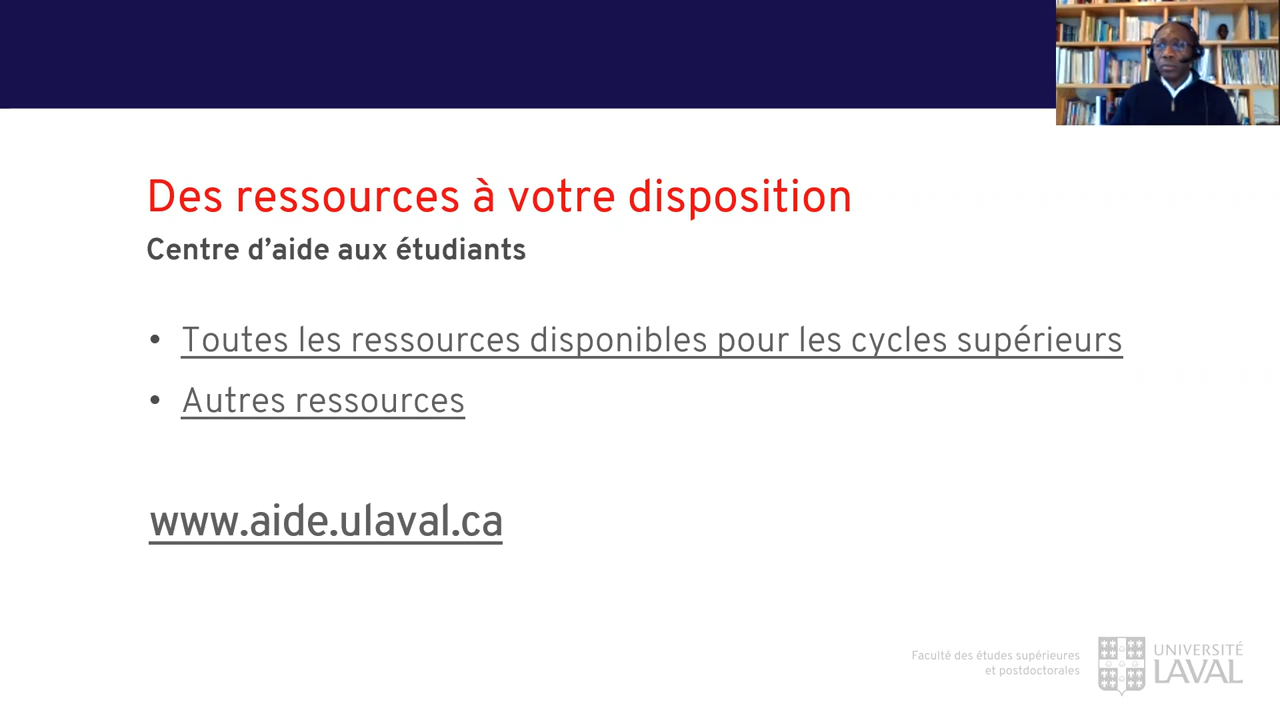 Des ressources à votre disposition
Centre d’aide aux étudiants
• Toutes les ressources disponibles pour les cycles supérieurs
• Autres ressources
www.aide.ulaval.ca
Faculté des études supérieures
et postdoctorales
UNIVERSITÉ
LAVAL